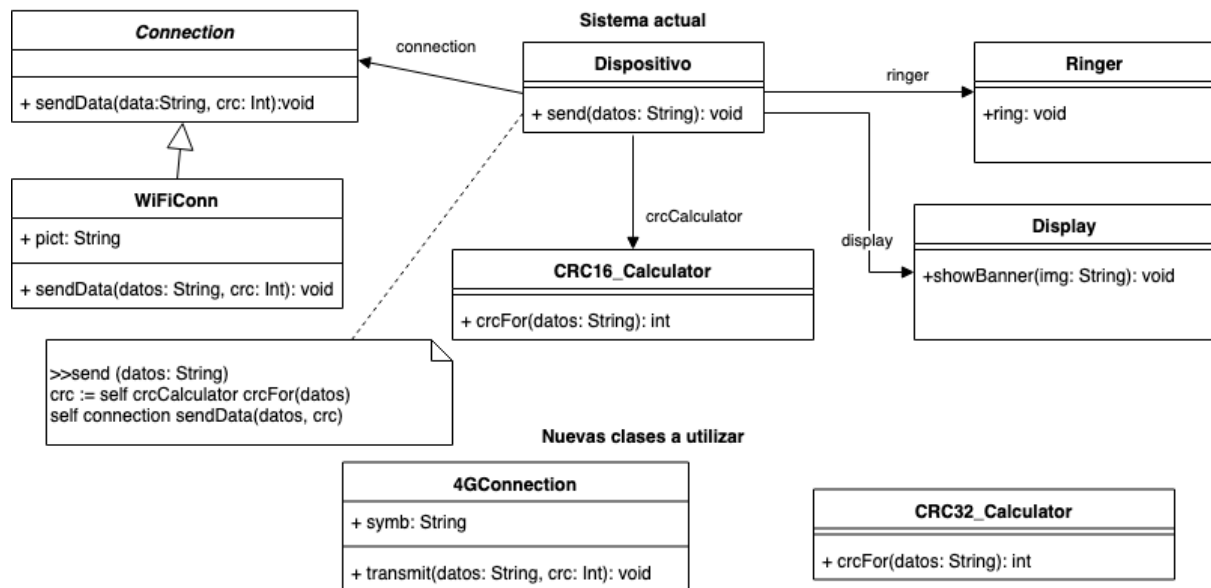 Sistema actual
Connection
+ sendData(data:String, crc: Int):void
connection
Dispositivo
+ send(datos: String): void
ringer
Ringer
+ring: void
WiFiConn
+ pict: String
+ sendData(datos: String, crc: Int): void
crcCalculator
CRC16_Calculator
+ crcFor(datos: String): int
display
Display
+showBanner(img: String): void
>>send (datos: String)
crc := self crcCalculator crcFor(datos)
self connection sendData(datos, crc)
Nuevas clases a utilizar
4GConnection
+ symb: String
+ transmit(datos: String, crc: Int): void
CRC32_Calculator
+ crcFor(datos: String): int